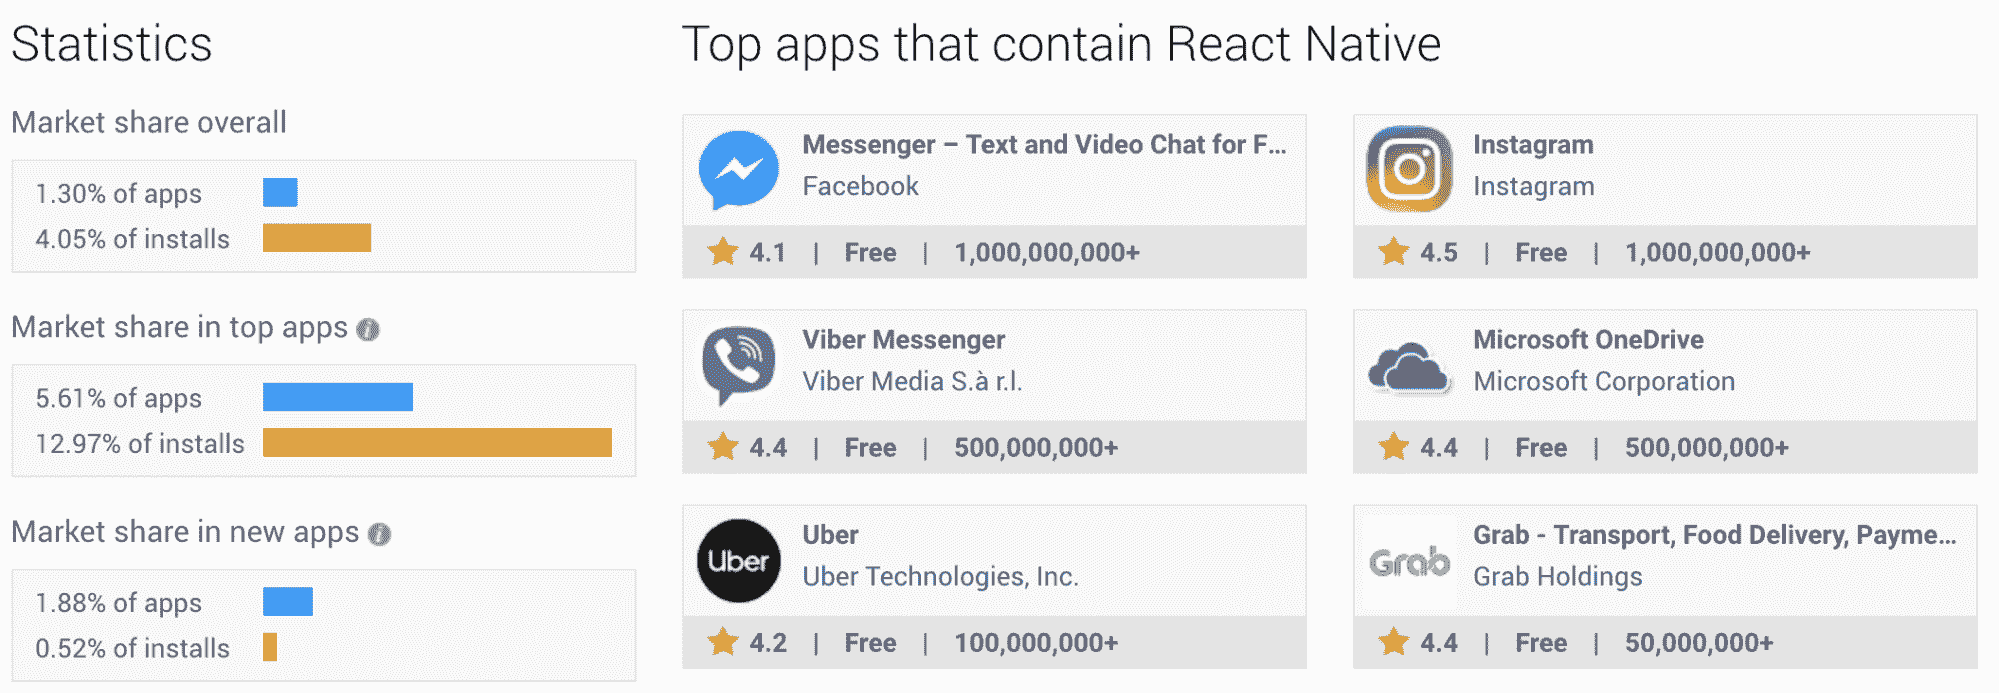 Statistics
Market share overall
1.30% of apps
4.05% of installs
Market share in top apps
i
5.61% of apps
12.97% of installs
Market share in new apps
i
1.88% of apps
0.52% of installs
Top apps that contain React Native
Messenger – Text and Video Chat for F...
Facebook
4.1 | Free | 1,000,000,000+
Instagram
Instagram
4.5 | Free | 1,000,000,000+
Viber Messenger
Viber Media S.à r.l.
4.4 | Free | 500,000,000+
Microsoft OneDrive
Microsoft Corporation
4.4 | Free | 500,000,000+
Uber
Uber
Uber Technologies, Inc.
4.2 | Free | 100,000,000+
Grab
Grab - Transport, Food Delivery, Payme...
Grab Holdings
4.4 | Free | 50,000,000+